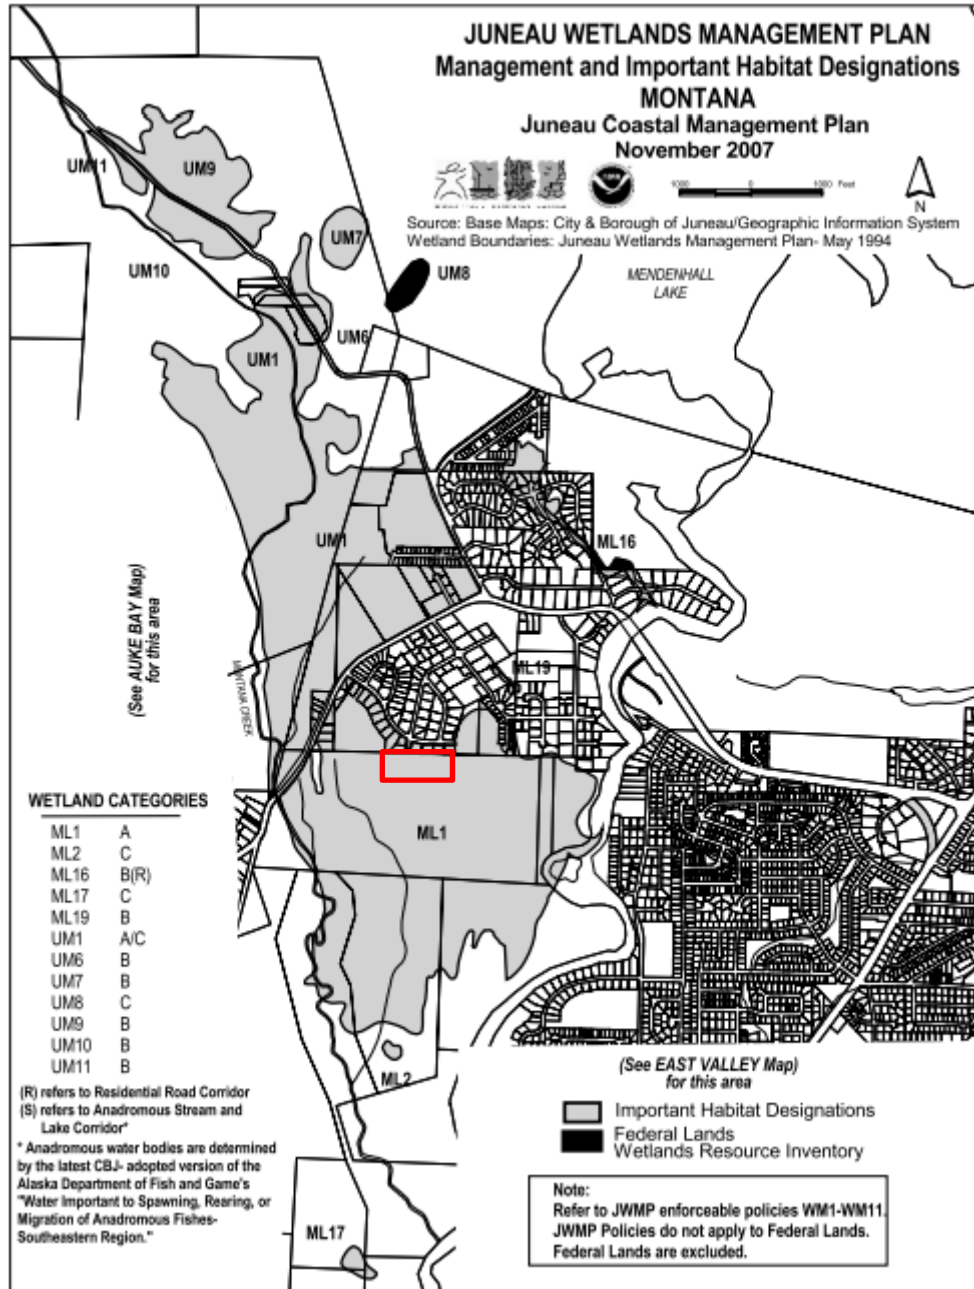 JUNEAU WETLANDS MANAGEMENT PLAN
Management and Important Habitat Designations
MONTANA
Juneau Coastal Management Plan
November 2007
1000 0 1000 Feet
N
Source: Base Maps: City & Borough of Juneau/Geographic Information System
Wetland Boundaries: Juneau Wetlands Management Plan- May 1994
UM11
UM9
UM7
UM10
UM8
MENDENHALL
LAKE
UM6
UM1
UM1
ML16
(See AUKE BAY Map)
for this area
MONTANA CREEK
ML19
ML1
WETLAND CATEGORIES
ML1 A
ML2 C
ML16 B(R)
ML17 C
ML19 B
UM1 A/C
UM6 B
UM7 B
UM8 C
UM9 B
UM10 B
UM11 B
(R) refers to Residential Road Corridor
(S) refers to Anadromous Stream and
Lake Corridor*
* Anadromous water bodies are determined
by the latest CBJ- adopted version of the
Alaska Department of Fish and Game's
"Water Important to Spawning, Rearing, or
Migration of Anadromous Fishes-
Southeastern Region."
ML2
ML17
(See EAST VALLEY Map)
for this area
Important Habitat Designations
Federal Lands
Wetlands Resource Inventory
Note:
Refer to JWMP enforceable policies WM1-WM11.
JWMP Policies do not apply to Federal Lands.
Federal Lands are excluded.